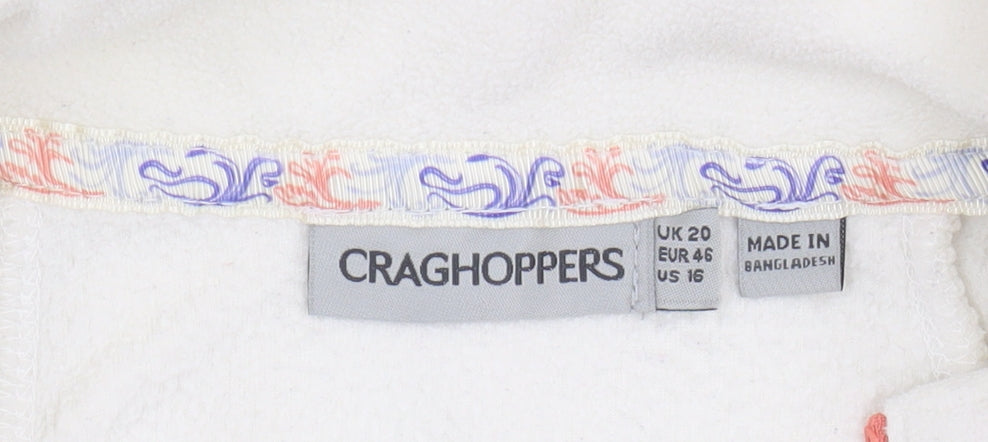 CRAGHOPPERS
UK 20
EUR 46
US 16
MADE IN
BANGLADESH